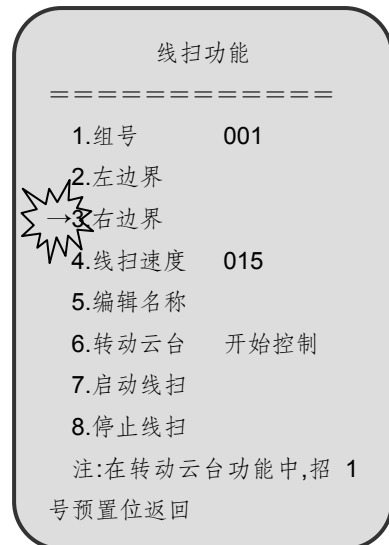 线扫功能
============
1.组号 001
2.左边界
→3.右边界
4.线扫速度 015
5.编辑名称
6.转动云台 开始控制
7.启动线扫
8.停止线扫
注:在转动云台功能中,招 1
号预置位返回